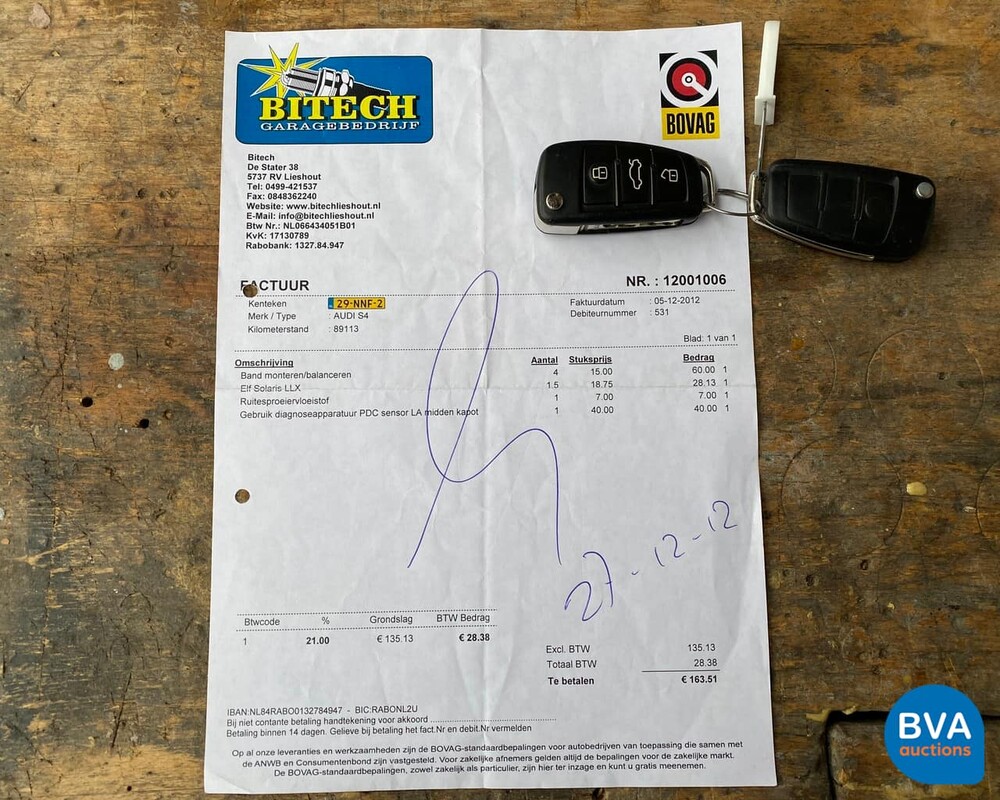 BITECH
GARAGEBEDRIJF
BOVAG
Bitech
De Stater 38
5737 RV Lieshout
Tel: 0499-421537
Fax: 0848362240
Website: www.bitechlieshout.nl
E-Mail: info@bitechlieshout.nl
Btw Nr.: NL066434051B01
KvK: 17130789
Rabobank: 1327.84.947
FACTUUR NR. : 12001006
Kenteken : 29-NNF-2 Faktuurdatum : 05-12-2012
Merk / Type : AUDI S4 Debiteurnummer : 531
Kilometerstand : 89113
Blad: 1 van 1
Omschrijving Aantal Stuksprijs Bedrag
Band monteren/balanceren 4 15.00 60.00 1
Elf Solaris LLX 1.5 18.75 28.13 1
Ruitesproeiervloeistof 1 7.00 7.00 1
Gebruik diagnoseapparatuur PDC sensor LA midden kapot 1 40.00 40.00 1
27-12-12
Btwcode % Grondslag BTW Bedrag
1 21.00 € 135.13 € 28.38
Excl. BTW 135.13
Totaal BTW 28.38
Te betalen € 163.51
IBAN:NL84RABO0132784947 - BIC:RABONL2U
Bij niet contante betaling handtekening voor akkoord
Betaling binnen 14 dagen. Gelieve bij betaling het fact.Nr en debit.Nr vermelden
Op al onze leveranties en werkzaamheden zijn de BOVAG-standaardbepalingen voor autobedrijven van toepassing die samen met
de ANWB en Consumentenbond zijn vastgesteld. Voor zakelijke afnemers gelden altijd de bepalingen voor de zakelijke markt.
De BOVAG-standaardbepalingen, zowel zakelijk als particulier, zijn hier ter inzage en kunt u gratis meenemen.
BVA
auctions